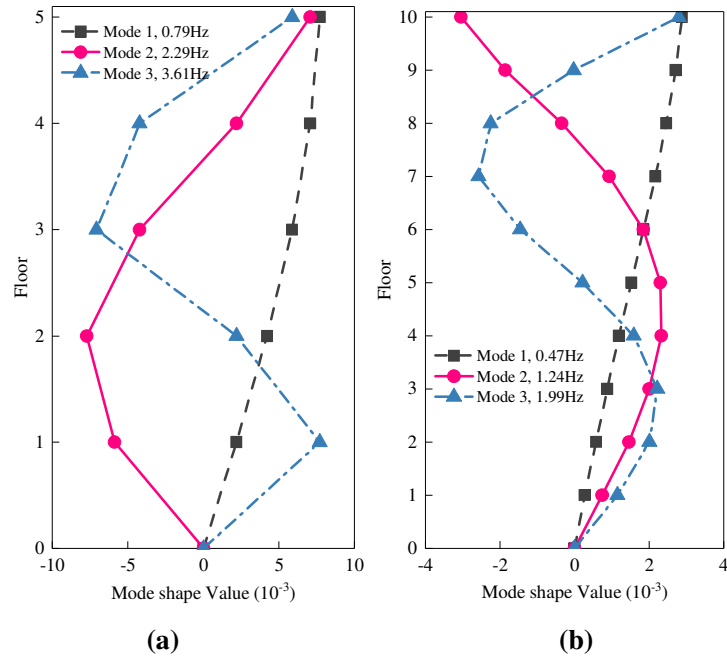 5
4
3
2
1
0
Floor
Mode 1, 0.79Hz
Mode 2, 2.29Hz
Mode 3, 3.61Hz
-10
-5
0
5
10
Mode shape Value (10⁻³)
(a)
10
9
8
7
6
5
4
3
2
1
0
Floor
Mode 1, 0.47Hz
Mode 2, 1.24Hz
Mode 3, 1.99Hz
-4
-2
0
2
4
Mode shape Value (10⁻³)
(b)